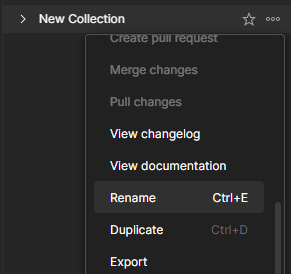 New Collection
Create pull request
Merge changes
Pull changes
View changelog
View documentation
Rename Ctrl+E
Duplicate Ctrl+D
Export